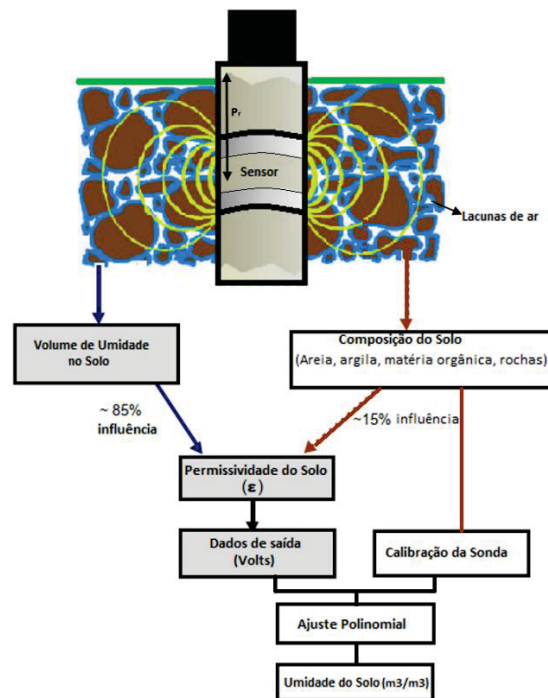 Pr
Sensor
Lacunas de ar
Volume de Umidade
no Solo
Composição do Solo
(Areia, argila, matéria orgânica, rochas)
~ 85%
influência
~15% influência
Permissividade do Solo
(ε)
Dados de saída
(Volts)
Calibração da Sonda
Ajuste Polinomial
Umidade do Solo (m3/m3)